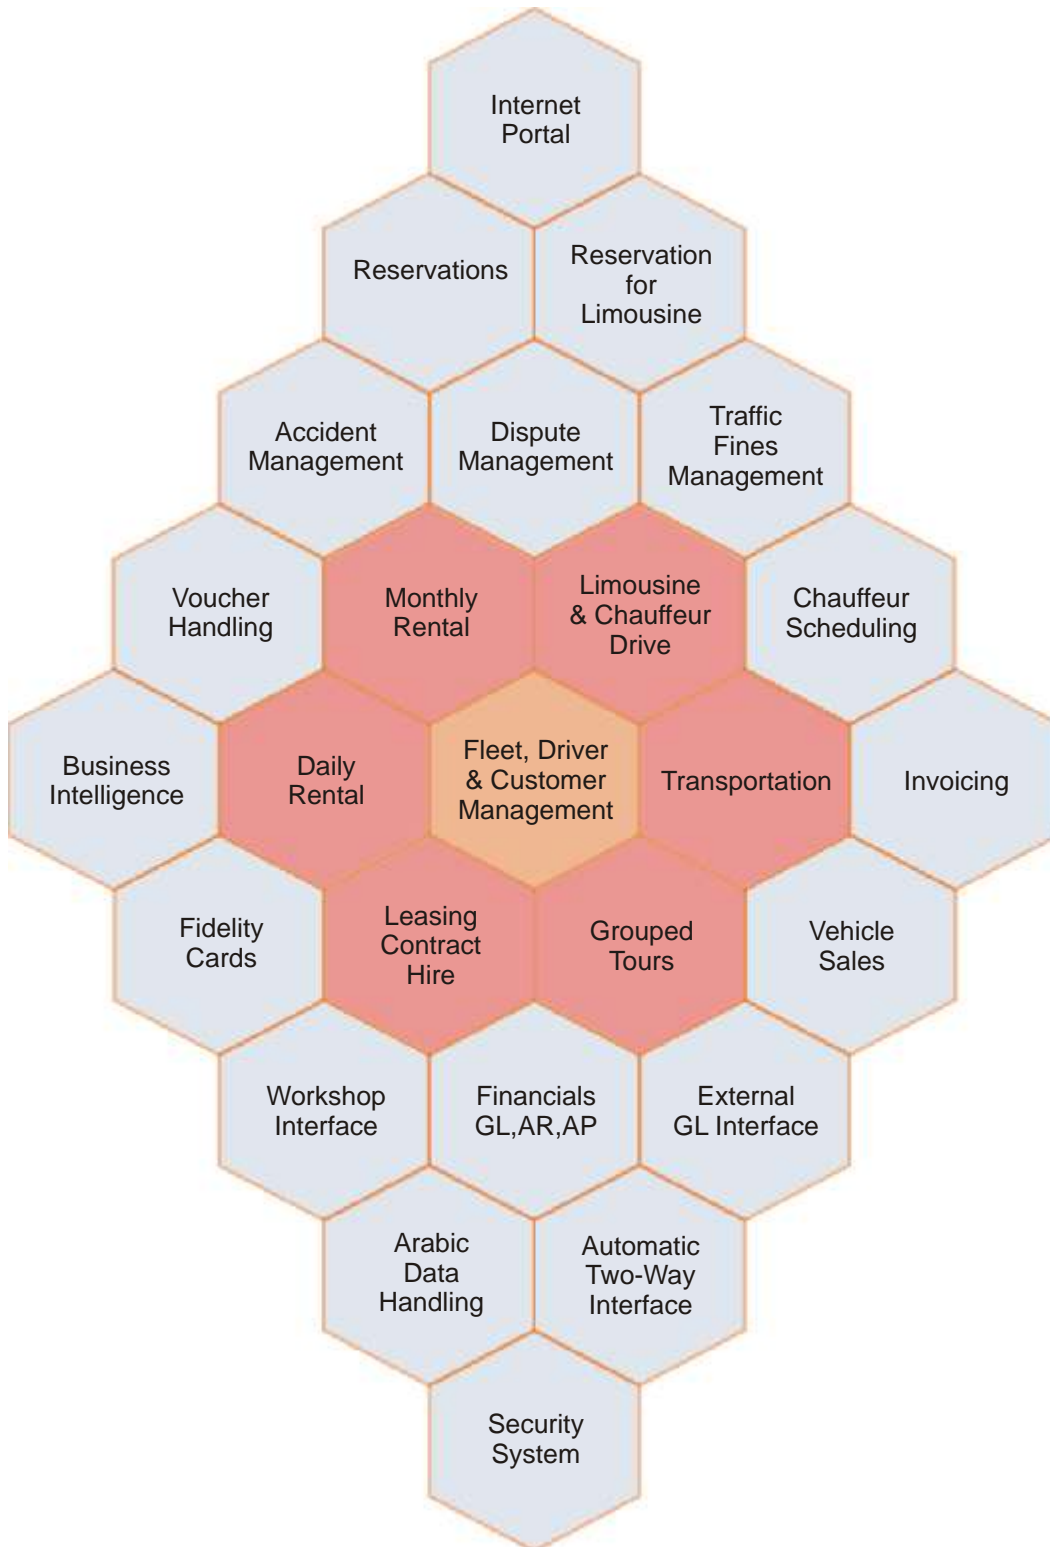 Internet
Portal
Reservations
Reservation
for
Limousine
Accident
Management
Dispute
Management
Traffic
Fines
Management
Voucher
Handling
Monthly
Rental
Limousine
& Chauffeur
Drive
Chauffeur
Scheduling
Business
Intelligence
Daily
Rental
Fleet, Driver
& Customer
Management
Transportation
Invoicing
Fidelity
Cards
Leasing
Contract
Hire
Grouped
Tours
Vehicle
Sales
Workshop
Interface
Financials
GL,AR,AP
External
GL Interface
Arabic
Data
Handling
Automatic
Two-Way
Interface
Security
System